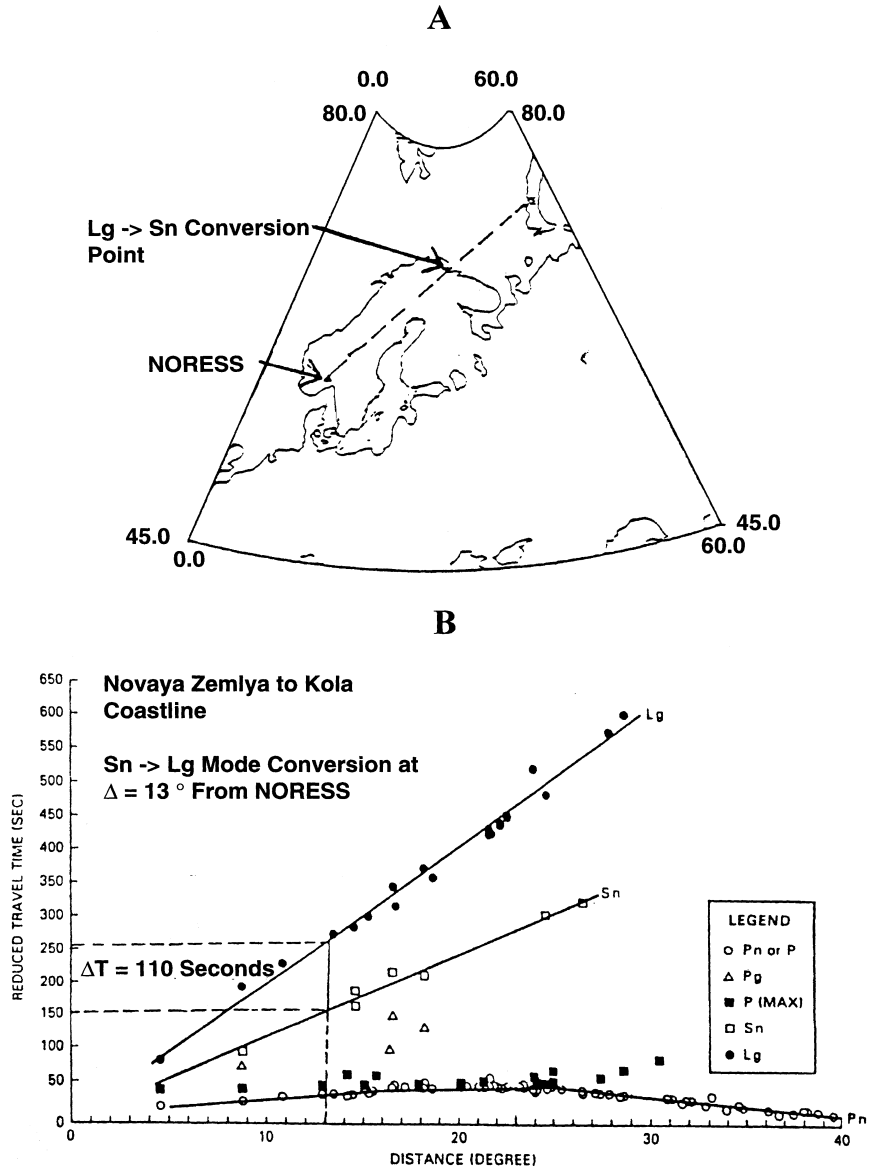 A
0.0
60.0
80.0
80.0
Lg -> Sn Conversion
Point
NORESS
45.0
0.0
45.0
60.0
B
Novaya Zemlya to Kola
Coastline
Sn -> Lg Mode Conversion at
Δ = 13 ° From NORESS
ΔT = 110 Seconds
REDUCED TRAVEL TIME (SEC)
650
600
550
500
450
400
350
300
250
200
150
100
50
0
Lg
Sn
Pn
LEGEND
Pn or P
Pg
P (MAX)
Sn
Lg
0
10
20
30
40
DISTANCE (DEGREE)